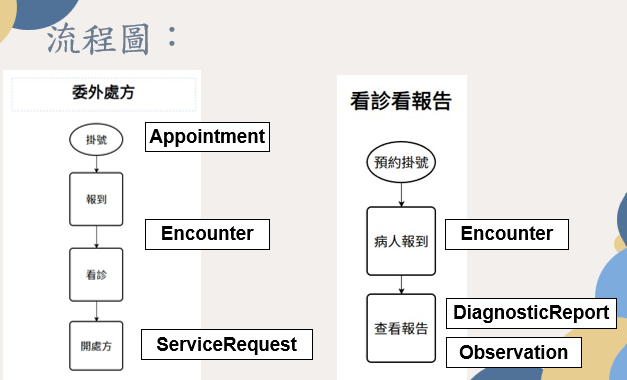 流程圖：
委外處方
掛號
Appointment
報到
Encounter
看診
開處方
ServiceRequest
看診看報告
預約掛號
病人報到
Encounter
查看報告
DiagnosticReport
Observation